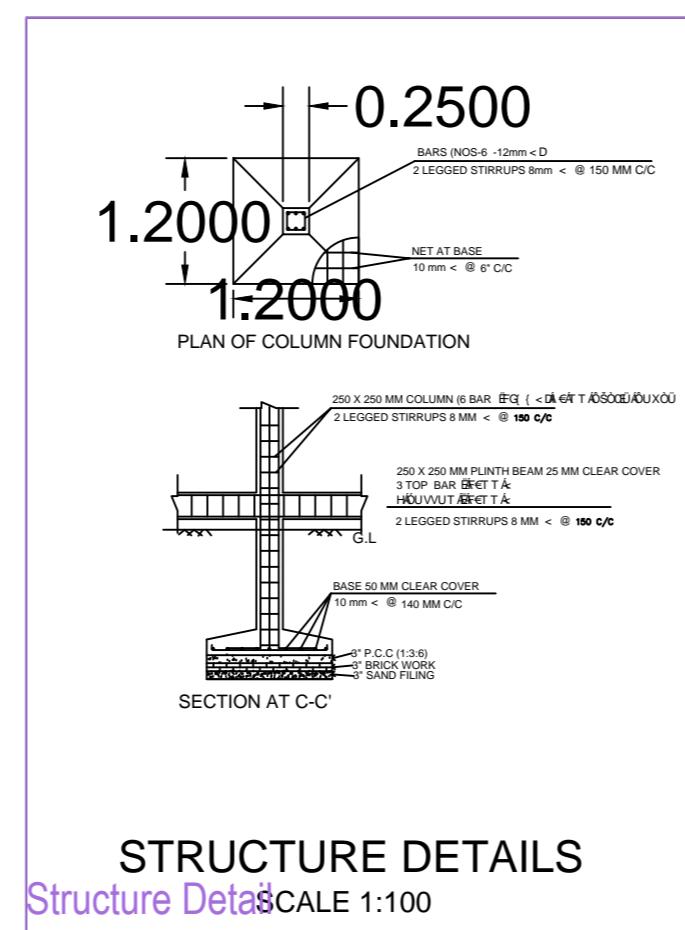 0.2500
BARS (NOS-6 -12mm < D
2 LEGGED STIRRUPS 8mm < @ 150 MM C/C
1.2000
NET AT BASE
10 mm < @ 6" C/C
1.2000
PLAN OF COLUMN FOUNDATION
250 X 250 MM COLUMN (6 BAR
2 LEGGED STIRRUPS 8 MM < @ 150 C/C
250 X 250 MM PLINTH BEAM 25 MM CLEAR COVER
3 TOP BAR
2 LEGGED STIRRUPS 8 MM < @ 150 C/C
G.L
BASE 50 MM CLEAR COVER
10 mm < @ 140 MM C/C
3" P.C.C (1:3:6)
3" BRICK WORK
3" SAND FILING
SECTION AT C-C'
STRUCTURE DETAILS
Structure Detail
SCALE 1:100